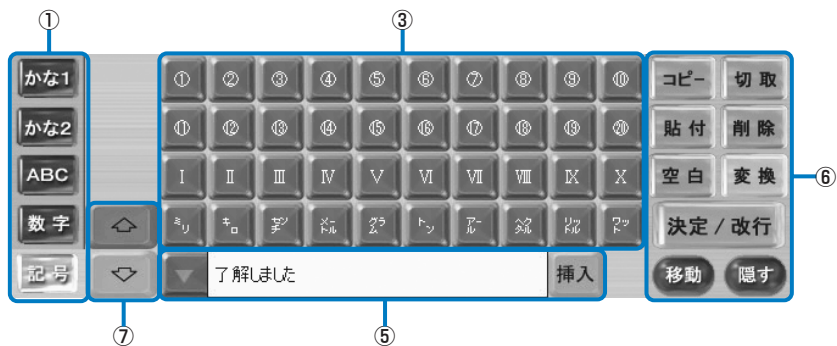 ① ③
かな1 ① ② ③ ④ ⑤ ⑥ ⑦ ⑧ ⑨ ⑩ コピー 切取
かな2 ⑪ ⑫ ⑬ ⑭ ⑮ ⑯ ⑰ ⑱ ⑲ ⑳ 貼付 削除
ABC Ⅰ Ⅱ Ⅲ Ⅳ Ⅴ Ⅵ Ⅶ Ⅷ Ⅸ Ⅹ 空白 変換 ⑥
数字 ㍉ ㌔ ㌢ ㍍ ㌘ ㌧ ㌃ ㌶ ㍑ ㍗ 決定 / 改行
記号 了解しました 挿入 移動 隠す
⑦ ⑤